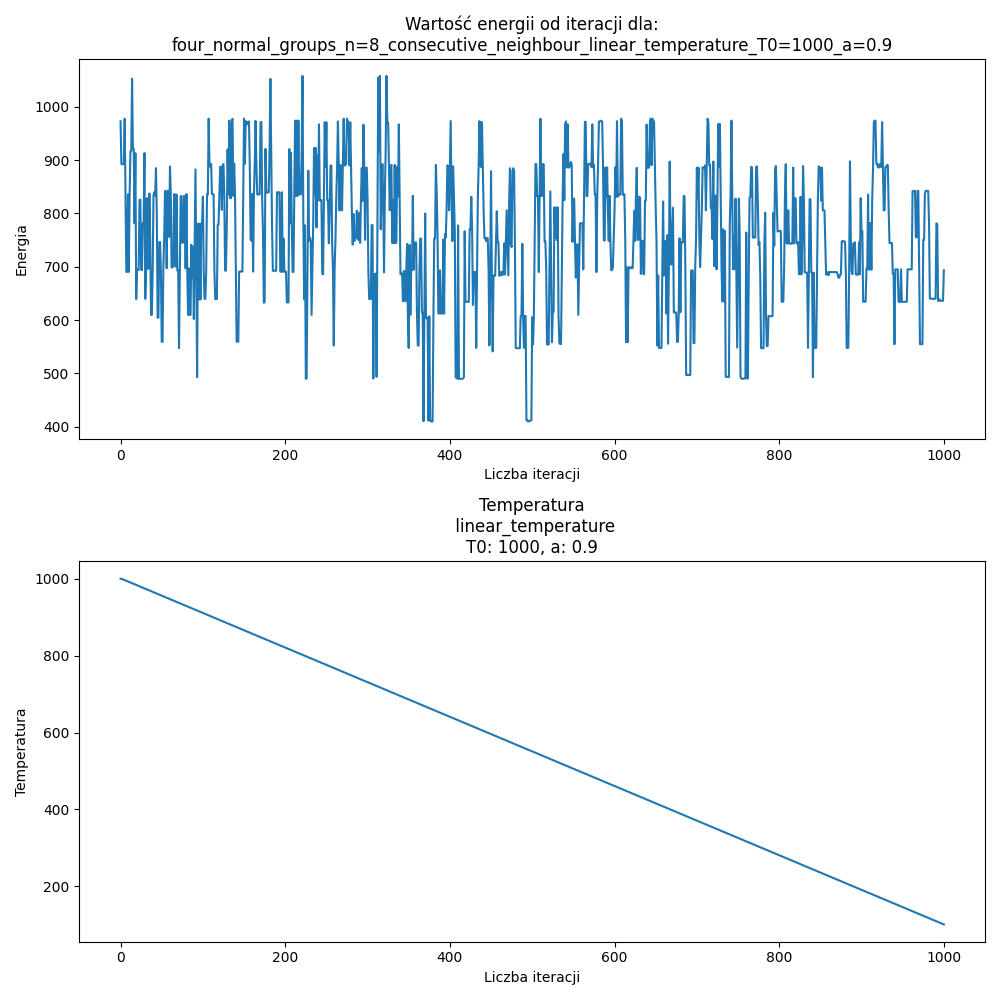 Wartość energii od iteracji dla:
four_normal_groups_n=8_consecutive_neighbour_linear_temperature_T0=1000_a=0.9
1000
900
800
700
600
500
400
Energia
0 200 400 600 800 1000
Liczba iteracji
Temperatura
linear_temperature
T0: 1000, a: 0.9
1000
800
600
400
200
Temperatura
0 200 400 600 800 1000
Liczba iteracji